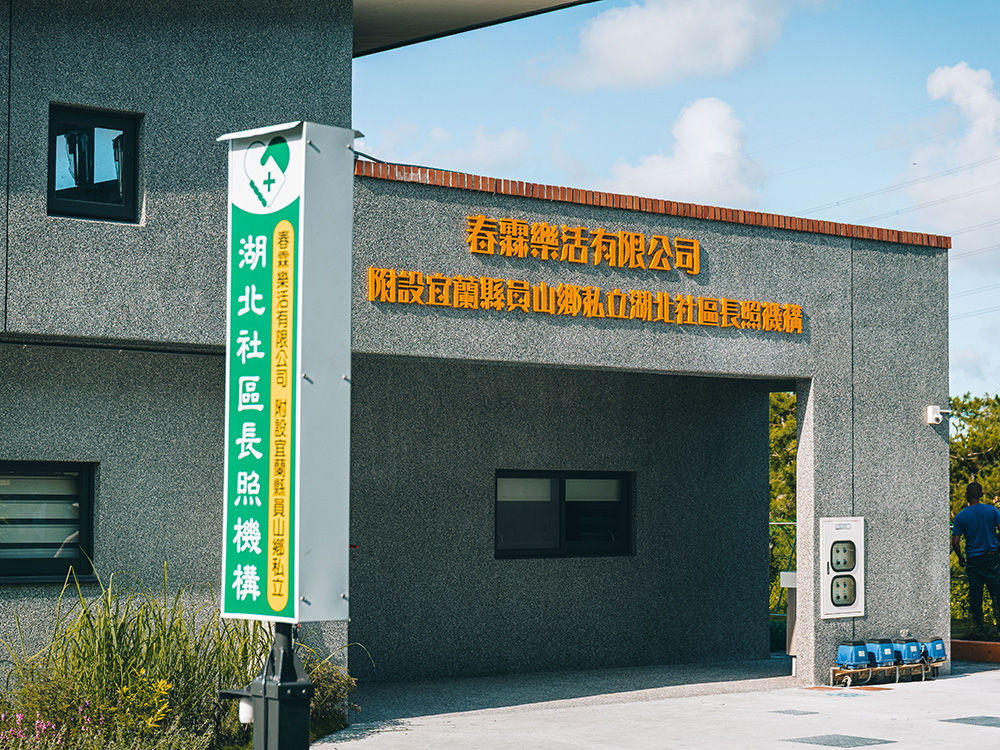 春霖樂活有限公司
附設宜蘭縣員山鄉私立湖北社區長照機構
湖北社區長照機構
春霖樂活有限公司 附設宜蘭縣員山鄉私立